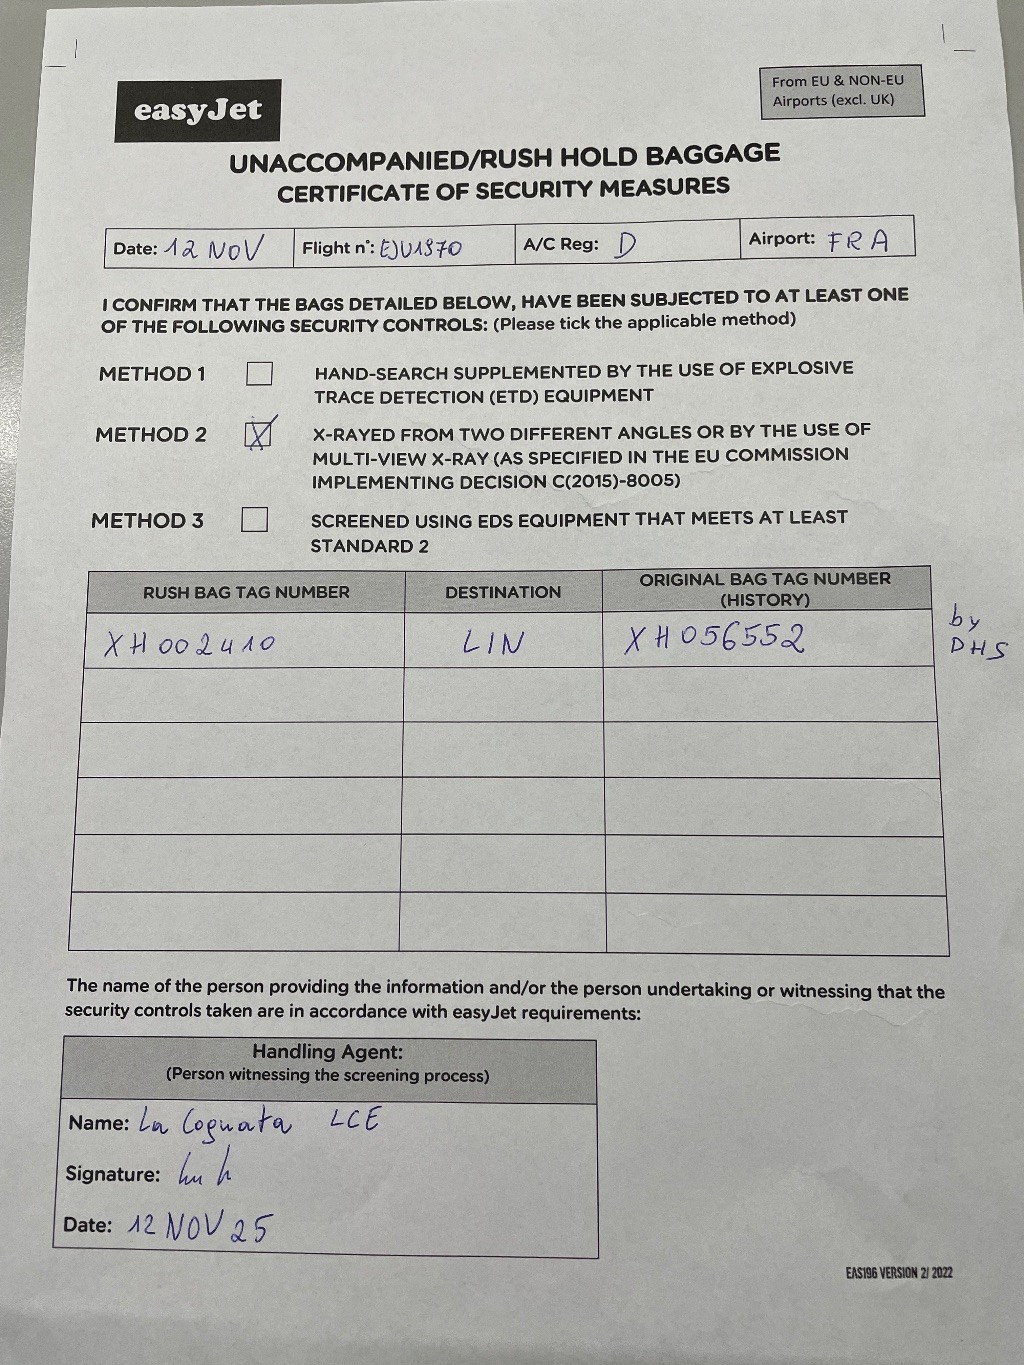 easyJet
From EU & NON-EU
Airports (excl. UK)
UNACCOMPANIED/RUSH HOLD BAGGAGE
CERTIFICATE OF SECURITY MEASURES
Date: 12 NOV Flight n°: EJU1870 A/C Reg: D Airport: FRA
I CONFIRM THAT THE BAGS DETAILED BELOW, HAVE BEEN SUBJECTED TO AT LEAST ONE
OF THE FOLLOWING SECURITY CONTROLS: (Please tick the applicable method)
METHOD 1 HAND-SEARCH SUPPLEMENTED BY THE USE OF EXPLOSIVE
TRACE DETECTION (ETD) EQUIPMENT
METHOD 2 X X-RAYED FROM TWO DIFFERENT ANGLES OR BY THE USE OF
MULTI-VIEW X-RAY (AS SPECIFIED IN THE EU COMMISSION
IMPLEMENTING DECISION C(2015)-8005)
METHOD 3 SCREENED USING EDS EQUIPMENT THAT MEETS AT LEAST
STANDARD 2
RUSH BAG TAG NUMBER DESTINATION ORIGINAL BAG TAG NUMBER
(HISTORY)
XH002410 LIN XH056552 by
DHS
The name of the person providing the information and/or the person undertaking or witnessing that the
security controls taken are in accordance with easyJet requirements:
Handling Agent:
(Person witnessing the screening process)
Name: La Cognata LCE
Signature:
Date: 12 NOV 25
EAS196 VERSION 2/ 2022